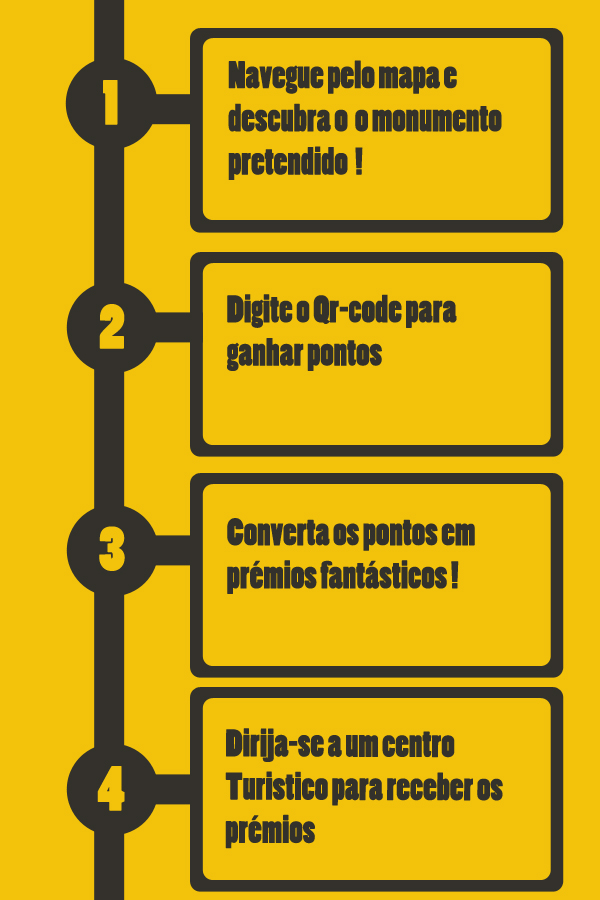 1
Navegue pelo mapa e
descubra o o monumento
pretendido !
2
Digite o Qr-code para
ganhar pontos
3
Converta os pontos em
prémios fantásticos !
4
Dirija-se a um centro
Turistico para receber os
prémios